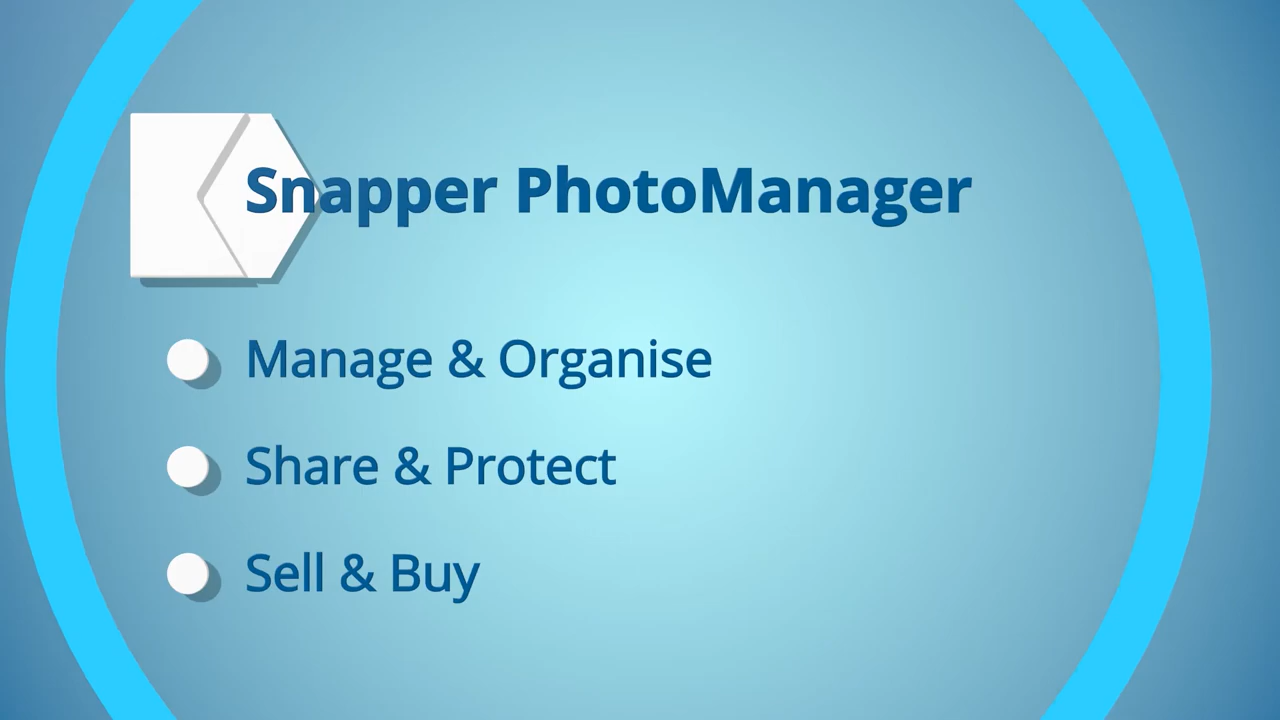 Snapper PhotoManager
Manage & Organise
Share & Protect
Sell & Buy